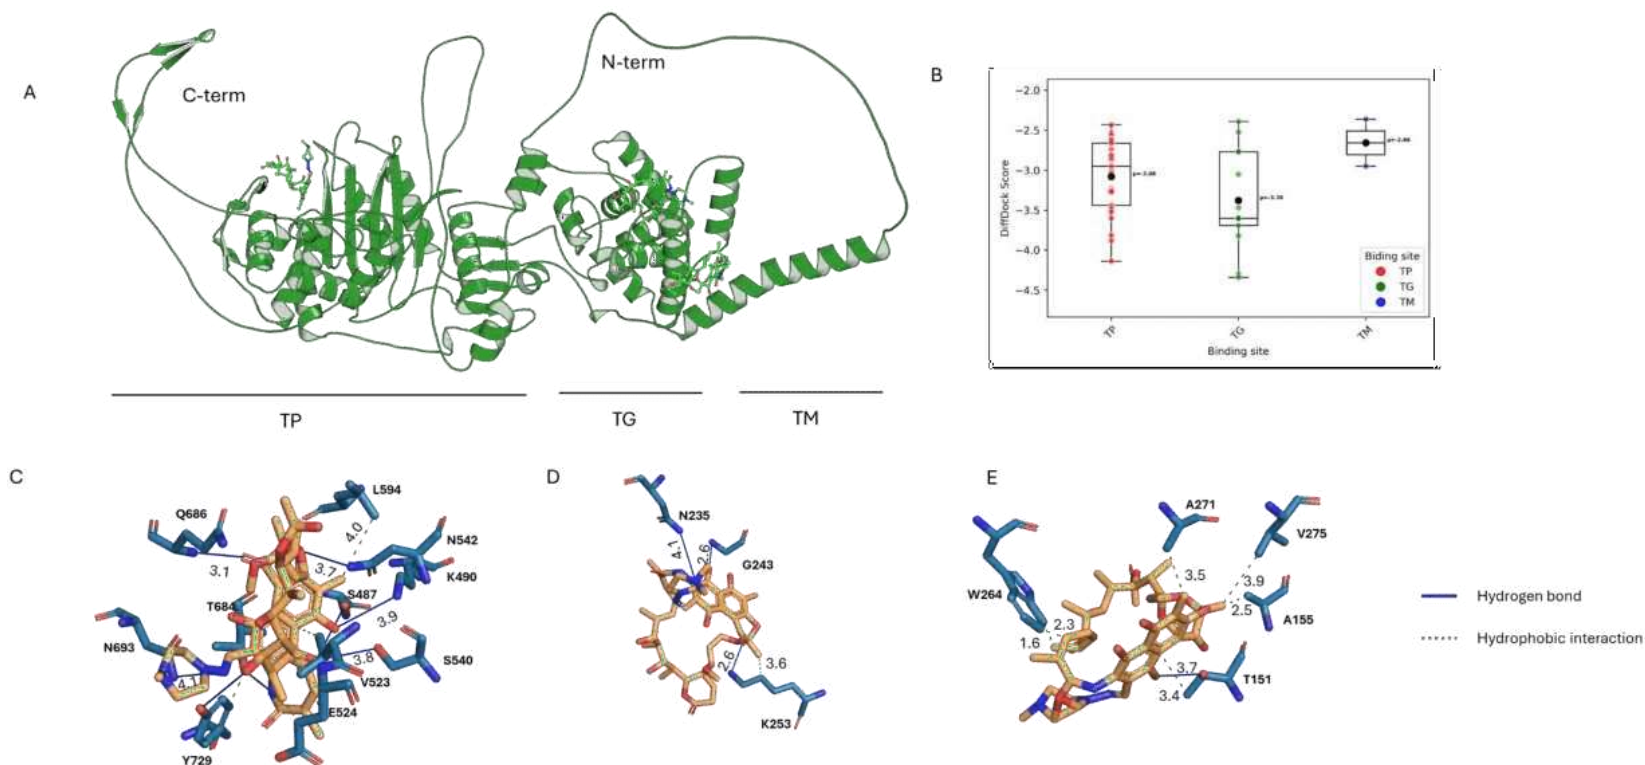 A
C-term
N-term
TP
TG
TM
B
DiffDock Score
−2.0
−2.5
−3.0
−3.5
−4.0
−4.5
Biding site
TP
TG
TM
TP
TG
TM
Binding site
C
Q686
L594
N542
K490
S487
T684
N693
S540
V523
E524
Y729
3.1
3.7
4.0
3.9
3.8
4.1
D
N235
G243
K253
4.1
2.6
2.6
3.6
E
A271
V275
W264
A155
T151
3.5
3.9
2.5
2.3
1.6
3.7
3.4
Hydrogen bond
Hydrophobic interaction